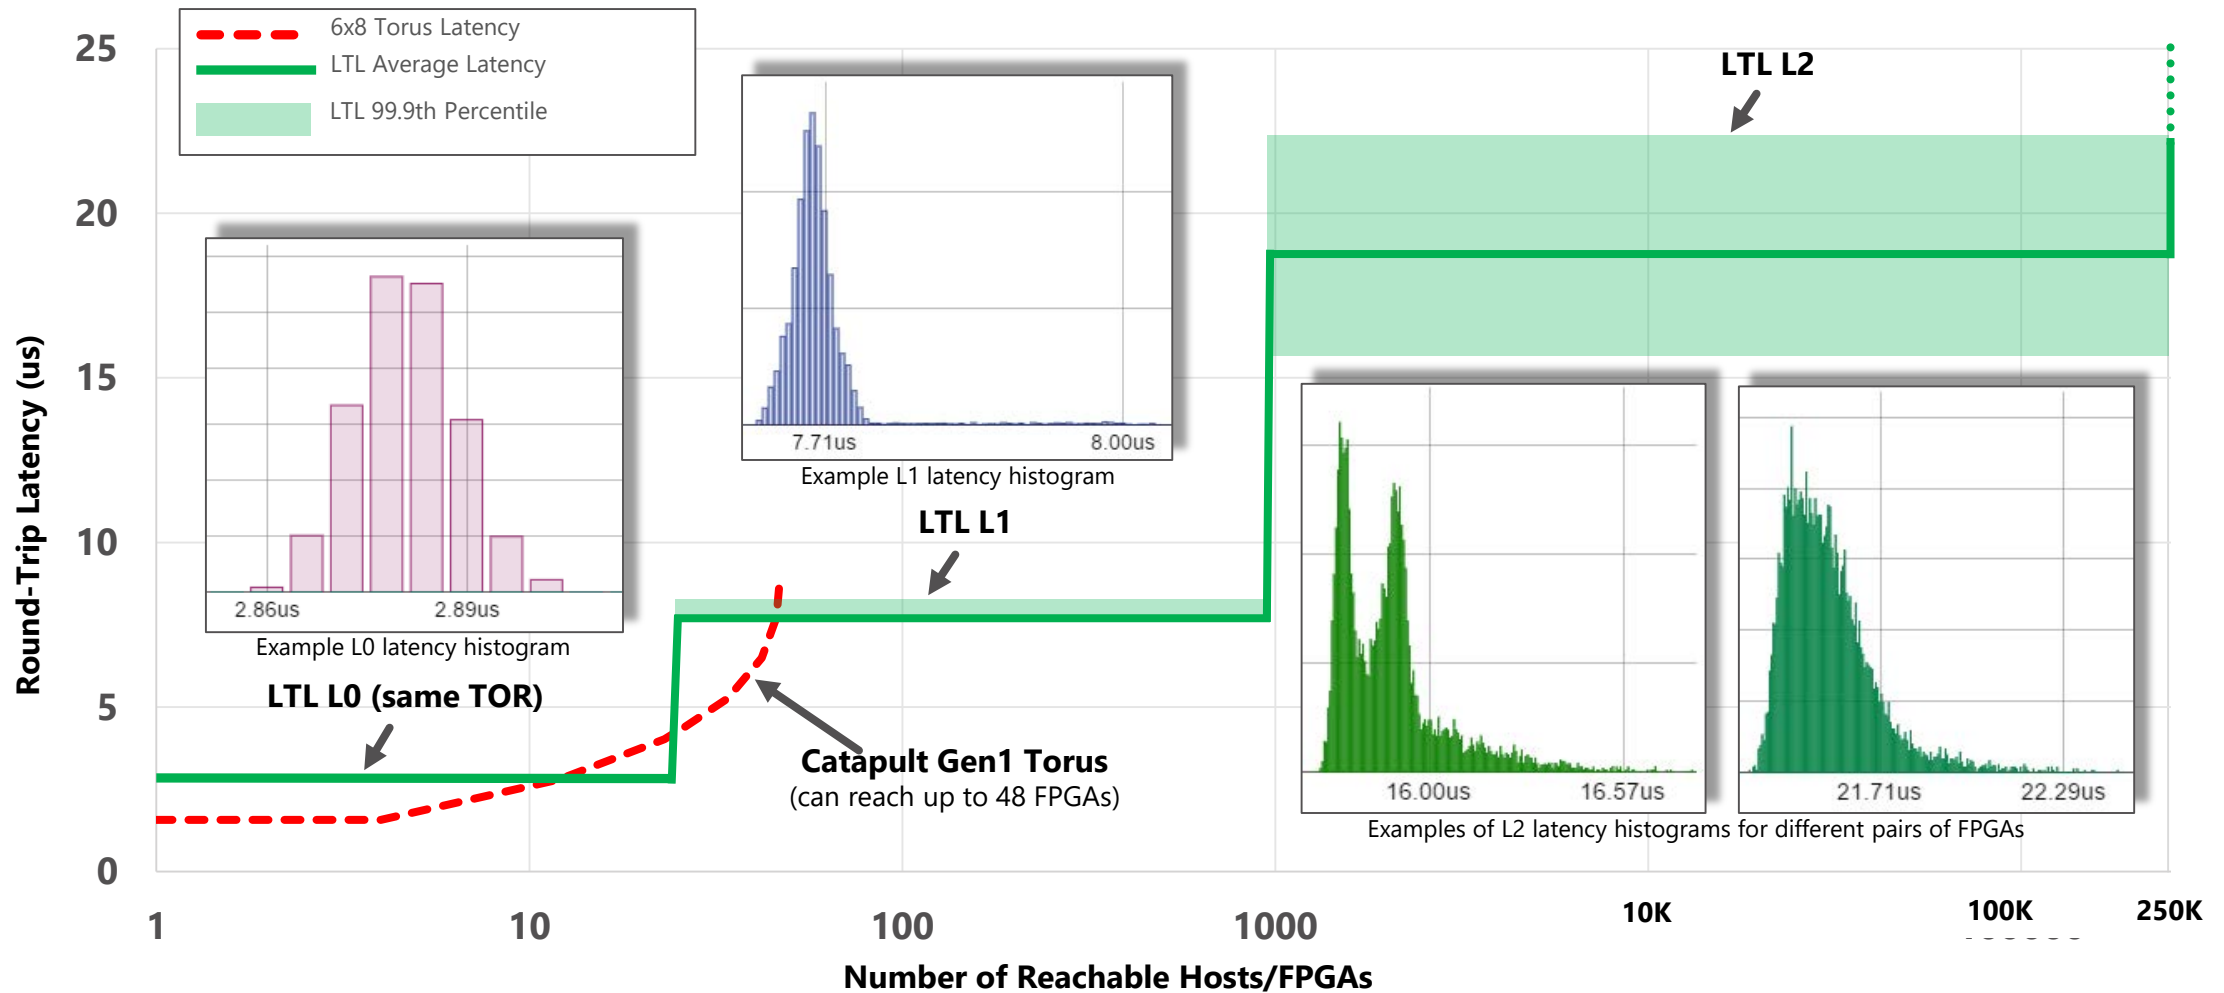 6x8 Torus Latency
LTL Average Latency
LTL 99.9th Percentile
25
20
15
10
5
0
Round-Trip Latency (us)
2.86us 2.89us
Example L0 latency histogram
LTL L0 (same TOR)
7.71us 8.00us
Example L1 latency histogram
LTL L1
Catapult Gen1 Torus
(can reach up to 48 FPGAs)
LTL L2
16.00us 16.57us
21.71us 22.29us
Examples of L2 latency histograms for different pairs of FPGAs
1 10 100 1000 10K 100K 250K
Number of Reachable Hosts/FPGAs